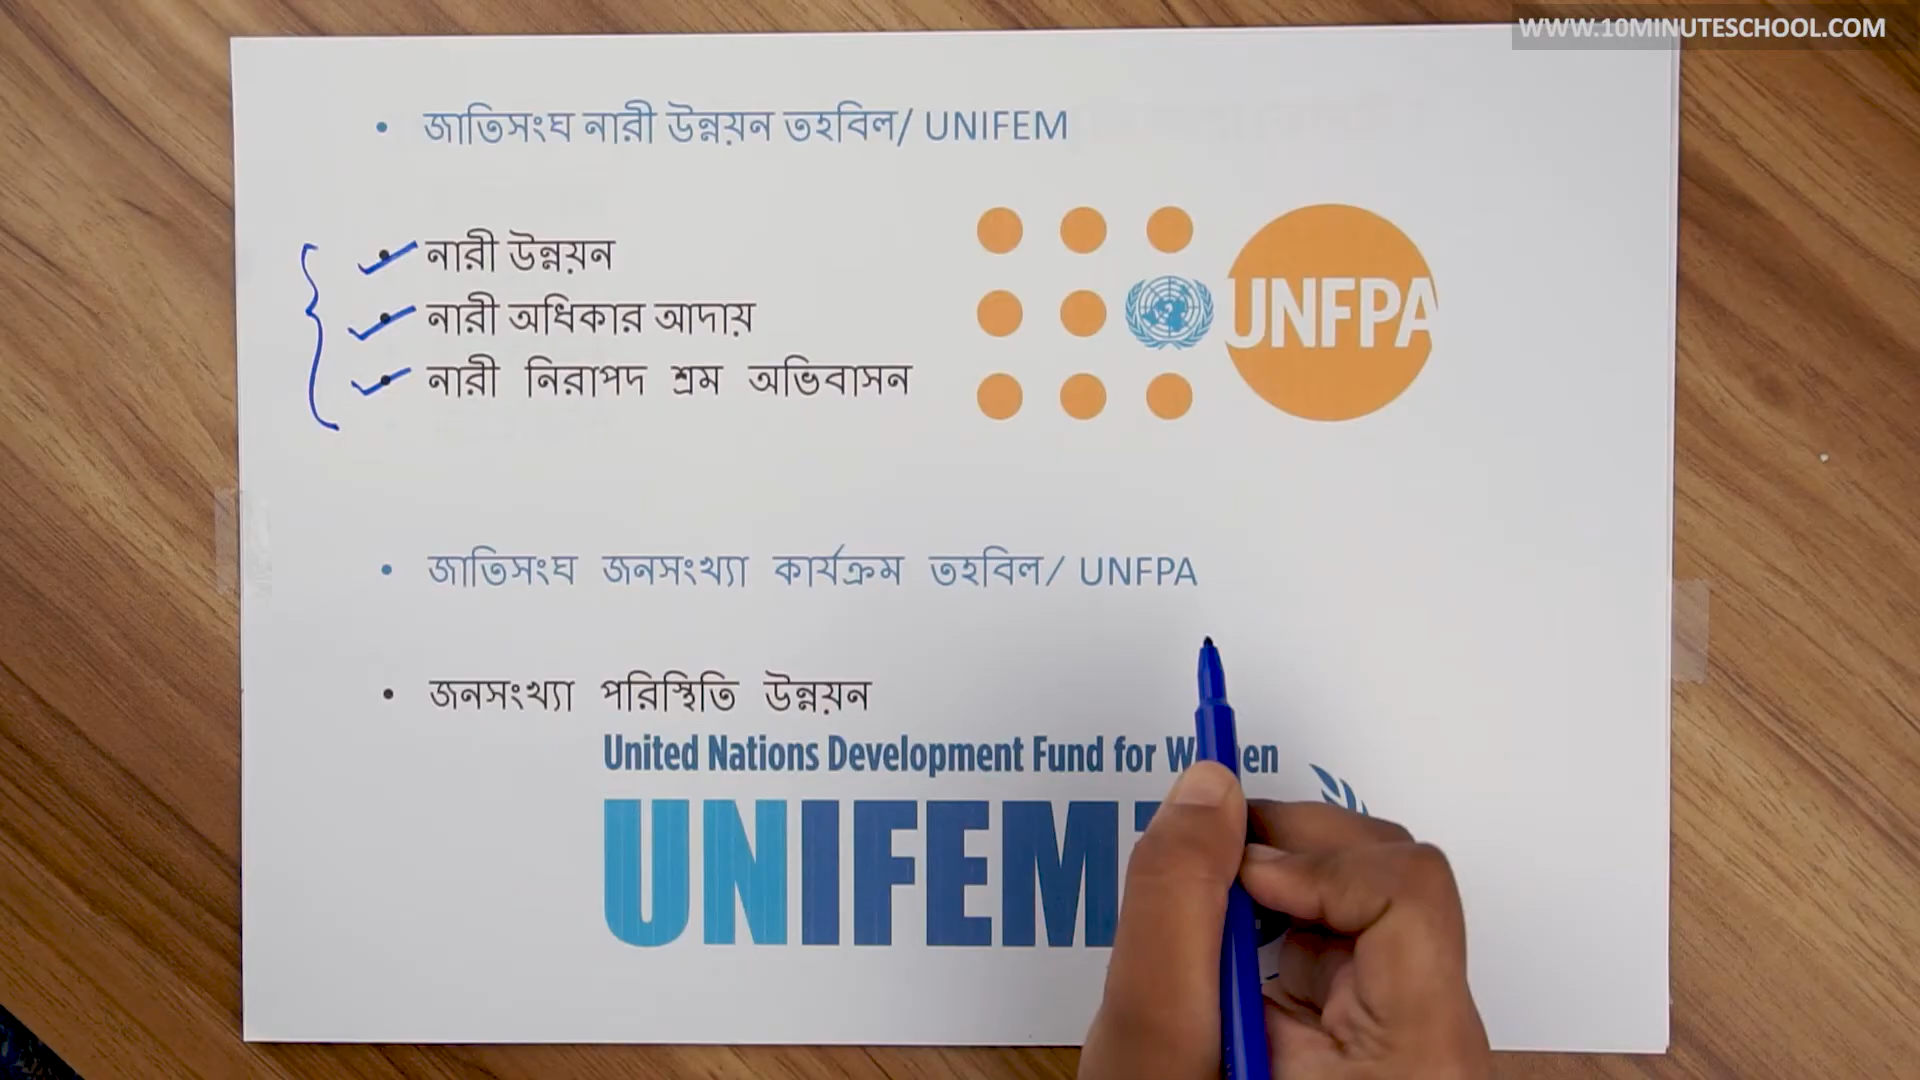 WWW.10MINUTESCHOOL.COM
• জাতিসংঘ নারী উন্নয়ন তহবিল/ UNIFEM
• নারী উন্নয়ন
• নারী অধিকার আদায়
• নারী নিরাপদ শ্রম অভিবাসন
UNFPA
• জাতিসংঘ জনসংখ্যা কার্যক্রম তহবিল/ UNFPA
• জনসংখ্যা পরিস্থিতি উন্নয়ন
United Nations Development Fund for
UNIFEM